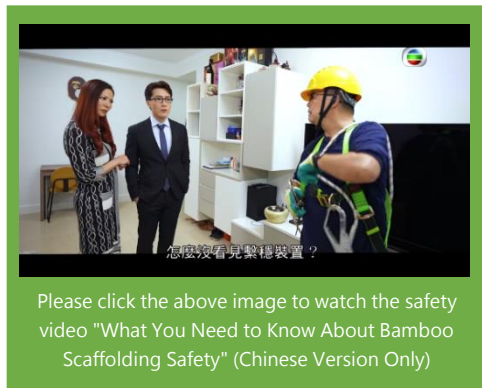 怎麼沒看見繫穩裝置？
Please click the above image to watch the safety
video "What You Need to Know About Bamboo
Scaffolding Safety" (Chinese Version Only)